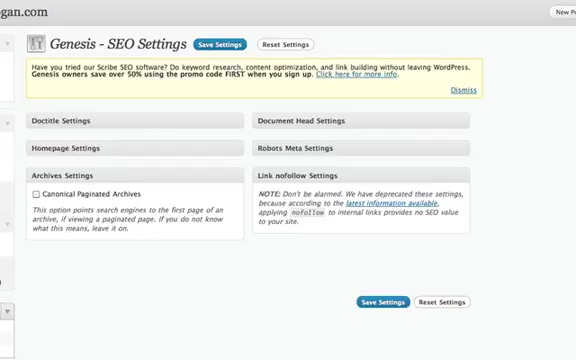 gan.com
New Po
Genesis - SEO Settings Save Settings Reset Settings
Have you tried our Scribe SEO software? Do keyword research, content optimization, and link building without leaving WordPress.
Genesis owners save over 50% using the promo code FIRST when you sign up. Click here for more info.
Dismiss
Doctitle Settings
Document Head Settings
Homepage Settings
Robots Meta Settings
Archives Settings
Canonical Paginated Archives
This option points search engines to the first page of an
archive, if viewing a paginated page. If you do not know
what this means, leave it on.
Link nofollow Settings
NOTE: Don't be alarmed. We have deprecated these settings,
because according to the latest information available,
applying nofollow to internal links provides no SEO value
to your site.
Save Settings Reset Settings